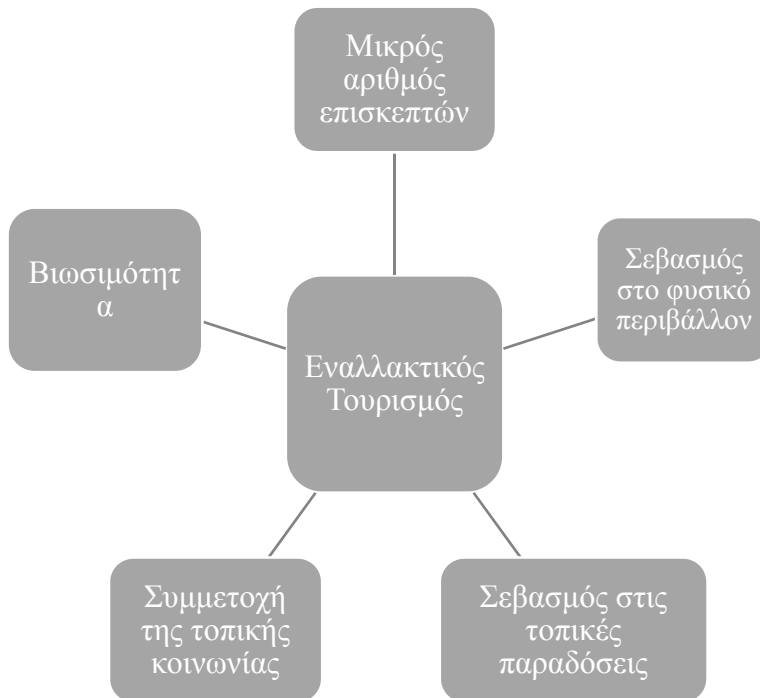 Μικρός
αριθμός
επισκεπτών
Βιωσιμότητ
α
Σεβασμός
στο φυσικό
περιβάλλον
Εναλλακτικός
Τουρισμός
Συμμετοχή
της τοπικής
κοινωνίας
Σεβασμός στις
τοπικές
παραδόσεις